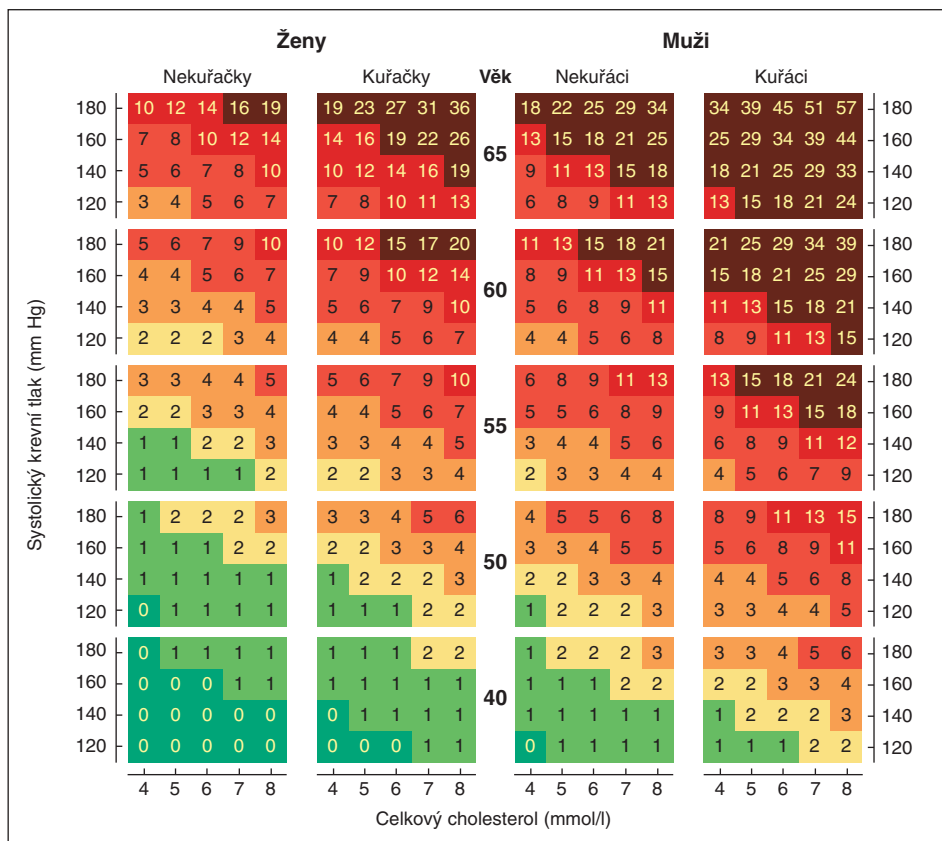 Ženy Muži
Nekuřačky Kuřačky Věk Nekuřáci Kuřáci
180 10 12 14 16 19 19 23 27 31 36 18 22 25 29 34 34 39 45 51 57 180
160 7 8 10 12 14 14 16 19 22 26 13 15 18 21 25 25 29 34 39 44 160
65
140 5 6 7 8 10 10 12 14 16 19 9 11 13 15 18 18 21 25 29 33 140
120 3 4 5 6 7 7 8 10 11 13 6 8 9 11 13 13 15 18 21 24 120
180 5 6 7 9 10 10 12 15 17 20 11 13 15 18 21 21 25 29 34 39 180
160 4 4 5 6 7 7 9 10 12 14 8 9 11 13 15 15 18 21 25 29 160
60
140 3 3 4 4 5 5 6 7 9 10 5 6 8 9 11 11 13 15 18 21 140
120 2 2 2 3 4 4 4 5 6 7 4 4 5 6 8 8 9 11 13 15 120
180 3 3 4 4 5 5 6 7 9 10 6 8 9 11 13 13 15 18 21 24 180
160 2 2 3 3 4 4 4 5 6 7 5 5 6 8 9 9 11 13 15 18 160
55
140 1 1 2 2 3 3 3 4 4 5 3 4 4 5 6 6 8 9 11 12 140
120 1 1 1 1 2 2 2 3 3 4 2 3 3 4 4 4 5 6 7 9 120
180 1 2 2 2 3 3 3 4 5 6 4 5 5 6 8 8 9 11 13 15 180
160 1 1 1 2 2 2 2 3 3 4 3 3 4 5 5 5 6 8 9 11 160
50
140 1 1 1 1 1 1 2 2 2 3 2 2 3 3 4 4 4 5 6 8 140
120 0 1 1 1 1 1 1 1 2 2 1 2 2 2 3 3 3 4 4 5 120
180 0 1 1 1 1 1 1 1 2 2 1 2 2 2 3 3 3 4 5 6 180
160 0 0 0 1 1 1 1 1 1 1 1 1 1 2 2 2 2 3 3 4 160
40
140 0 0 0 0 0 0 1 1 1 1 1 1 1 1 1 1 2 2 2 3 140
120 0 0 0 0 0 0 0 0 1 1 0 1 1 1 1 1 1 1 2 2 120
4 5 6 7 8 4 5 6 7 8 4 5 6 7 8 4 5 6 7 8
Celkový cholesterol (mmol/l)
Systolický krevní tlak (mm Hg)